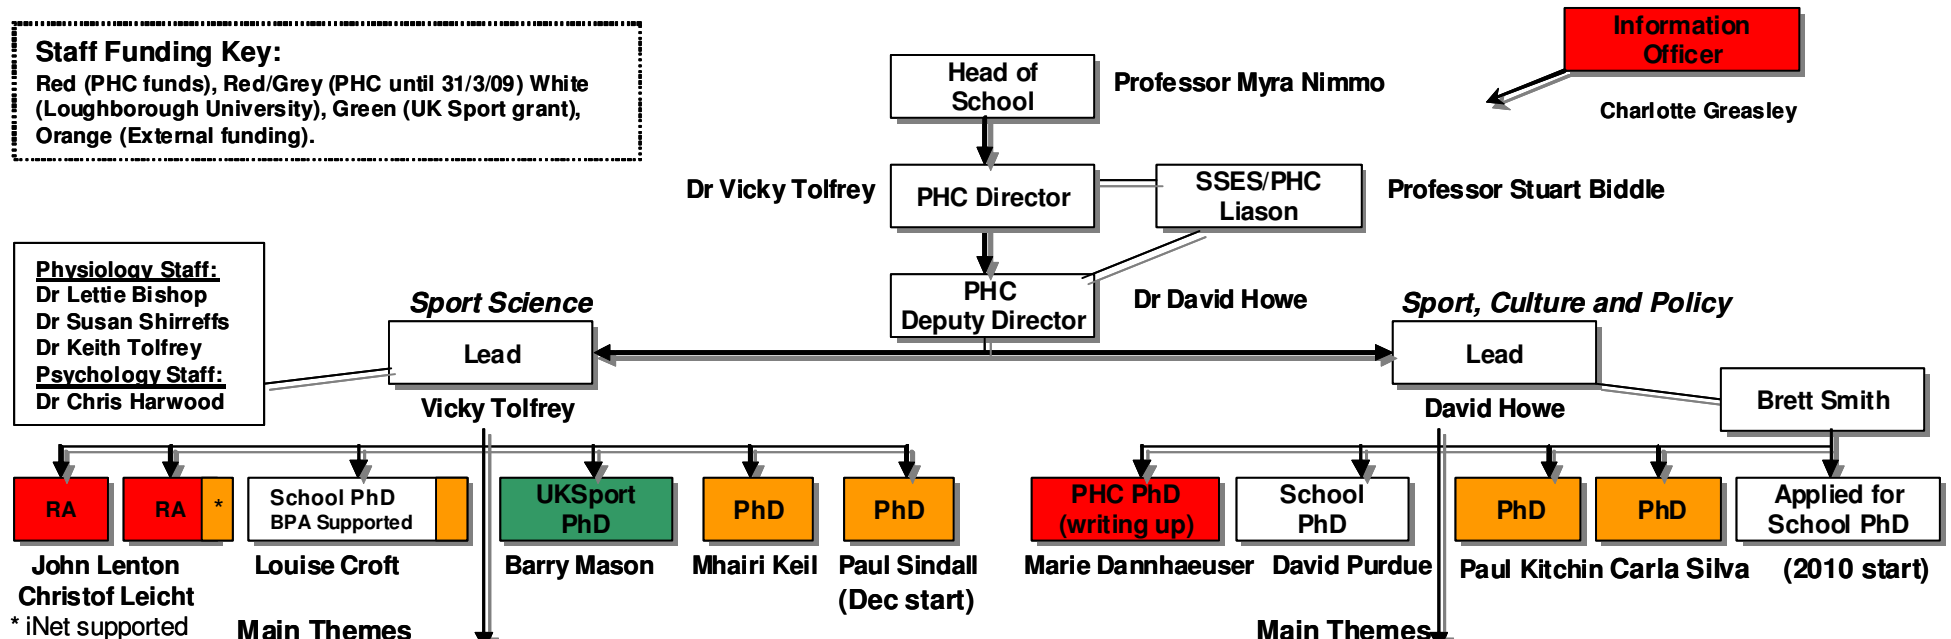 Staff Funding Key:
Red (PHC funds), Red/Grey (PHC until 31/3/09) White
(Loughborough University), Green (UK Sport grant),
Orange (External funding).
Information
Officer
Charlotte Greasley
Head of
School
Professor Myra Nimmo
Dr Vicky Tolfrey
PHC Director
SSES/PHC
Liason
Professor Stuart Biddle
PHC
Deputy Director
Dr David Howe
Physiology Staff:
Dr Lettie Bishop
Dr Susan Shirreffs
Dr Keith Tolfrey
Psychology Staff:
Dr Chris Harwood
Sport Science
Lead
Vicky Tolfrey
Sport, Culture and Policy
Lead
David Howe
Brett Smith
RA
RA
*
School PhD
BPA Supported
UKSport
PhD
PhD
PhD
PHC PhD
(writing up)
School
PhD
PhD
PhD
Applied for
School PhD
John Lenton
Christof Leicht
* iNet supported
Louise Croft
Barry Mason
Mhairi Keil
Paul Sindall
(Dec start)
Marie Dannhaeuser
David Purdue
Paul Kitchin
Carla Silva
(2010 start)
Main Themes
Main Themes